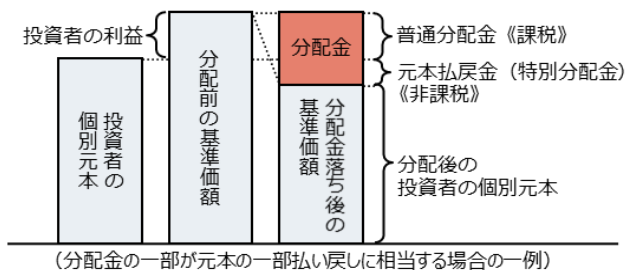 投資者の利益
投資者の
個別元本
分配前の基準価額
分配金
分配金落ち後の
基準価額
普通分配金《課税》
元本払戻金（特別分配金）
《非課税》
分配後の
投資者の個別元本
（分配金の一部が元本の一部払い戻しに相当する場合の一例）